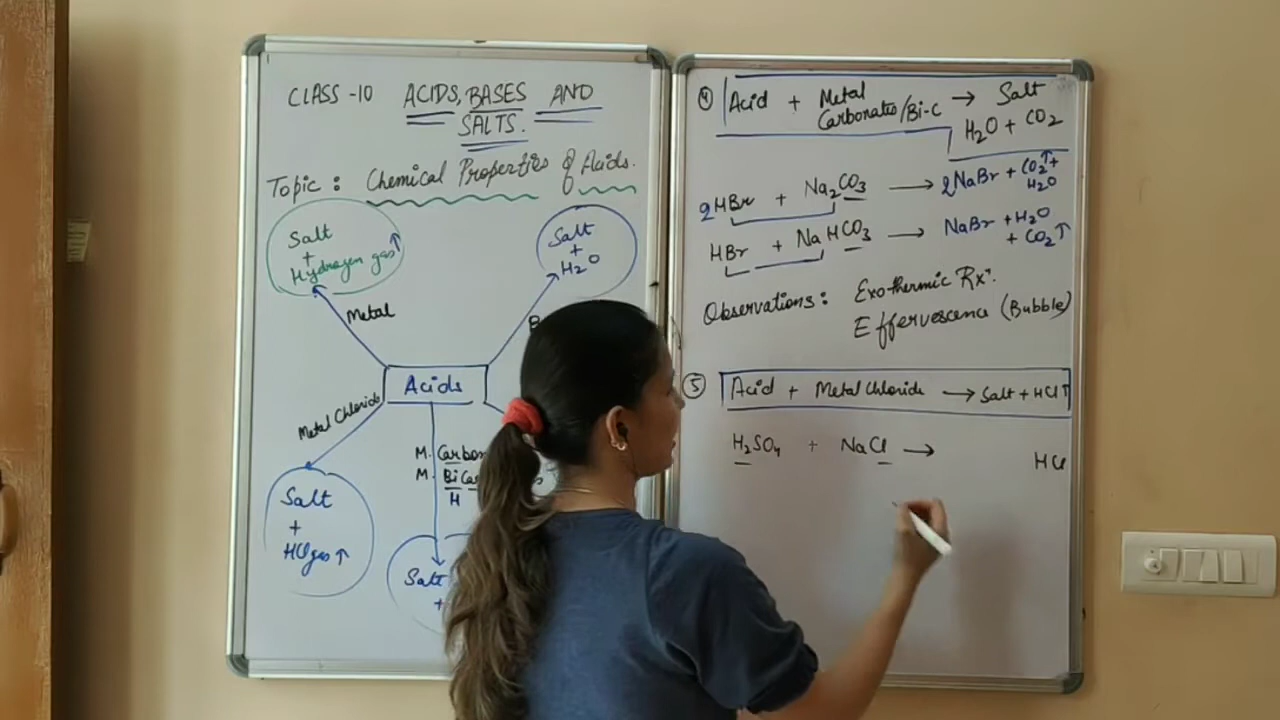 CLASS -10 ACIDS, BASES AND
SALTS.
Topic : Chemical Properties of Acids.
Salt
+
Hydrogen gas↑
Metal
Salt
+
H₂O
Acids
Metal Chloride
Salt
+
HCl gas↑
M. Carbon
M. BiCar
H
Salt
+
④ Acid + Metal Carbonates/Bi-C → Salt
H₂O + CO₂
2HBr + Na₂CO₃ → 2NaBr + CO₂↑ +
H₂O
HBr + NaHCO₃ → NaBr + H₂O
+ CO₂↑
Observations : Exothermic Rxⁿ.
Effervescence (Bubble)
⑤ Acid + Metal Chloride → Salt + HCl↑
H₂SO₄ + NaCl → HCl